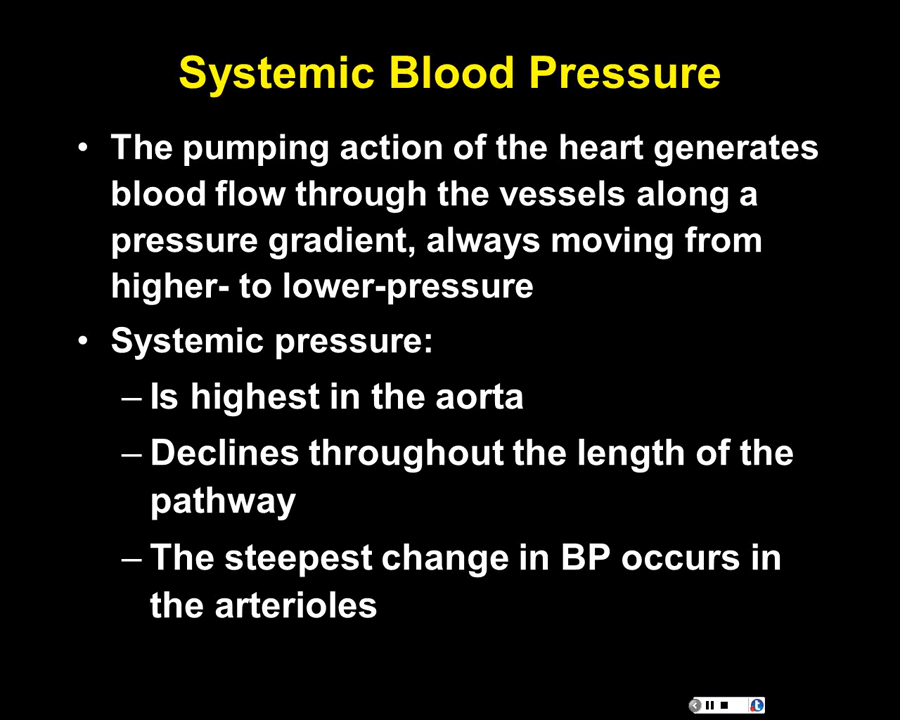 Systemic Blood Pressure
• The pumping action of the heart generates
blood flow through the vessels along a
pressure gradient, always moving from
higher- to lower-pressure
• Systemic pressure:
– Is highest in the aorta
– Declines throughout the length of the
pathway
– The steepest change in BP occurs in
the arterioles